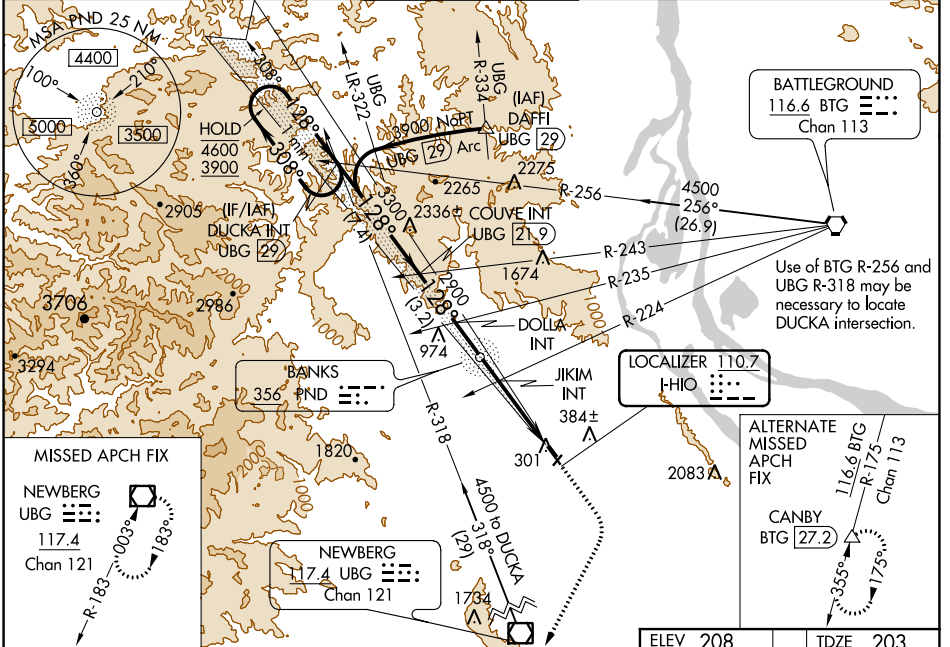 MSA PND 25 NM
4400
100°
210°
5000
3500
360°
HOLD
4600
3900
308°
128°
1 min
308°
UBG
LR-322
UBG
R-334
3900 NoPT
UBG 29 Arc
(IAF)
DAFFI
UBG 29
BATTLEGROUND
116.6 BTG
Chan 113
2275
2265
R-256
4500
256°
(26.9)
2905
(IF/IAF)
DUCKA INT
UBG 29
128°
3300
(7.4)
2336±
COUVE INT
UBG 21.9
1674
R-243
R-235
R-224
Use of BTG R-256 and
UBG R-318 may be
necessary to locate
DUCKA intersection.
3706
2986
1000
3294
128°
2900
(3.2)
974
DOLLA
INT
1000
BANKS
356 PND
JIKIM
INT
LOCALIZER 110.7
I-HIO
384±
301
R-318
1820
1000
2000
1000
2083
MISSED APCH FIX
NEWBERG
UBG
117.4
Chan 121
003°
183°
R-183
4500 to DUCKA
318°
(29)
NEWBERG
117.4 UBG
Chan 121
1734
ALTERNATE
MISSED
APCH
FIX
116.6 BTG
R-175
Chan 113
CANBY
BTG 27.2
355°
175°
ELEV 208
TDZE 203